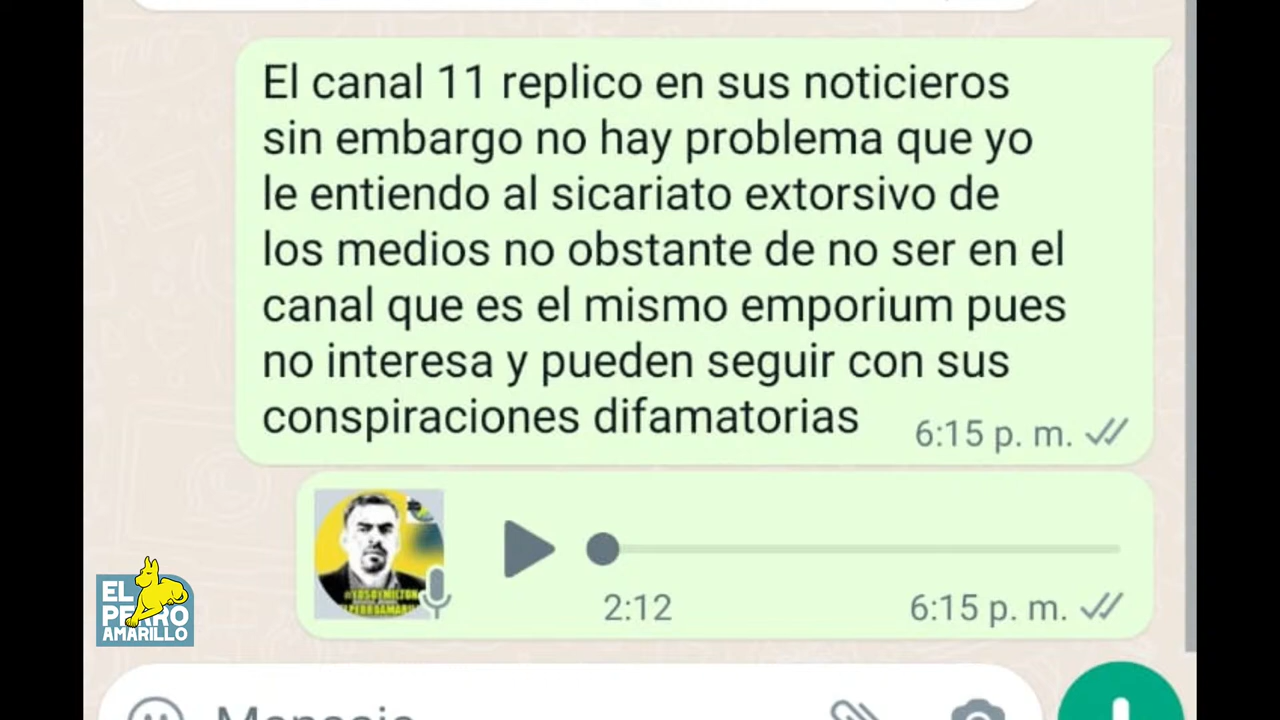 El canal 11 replico en sus noticieros
sin embargo no hay problema que yo
le entiendo al sicariato extorsivo de
los medios no obstante de no ser en el
canal que es el mismo emporium pues
no interesa y pueden seguir con sus
conspiraciones difamatorias
6:15 p. m.
#YOSOYMILTON
2:12
6:15 p. m.
EL
PERRO
AMARILLO
Mensaje